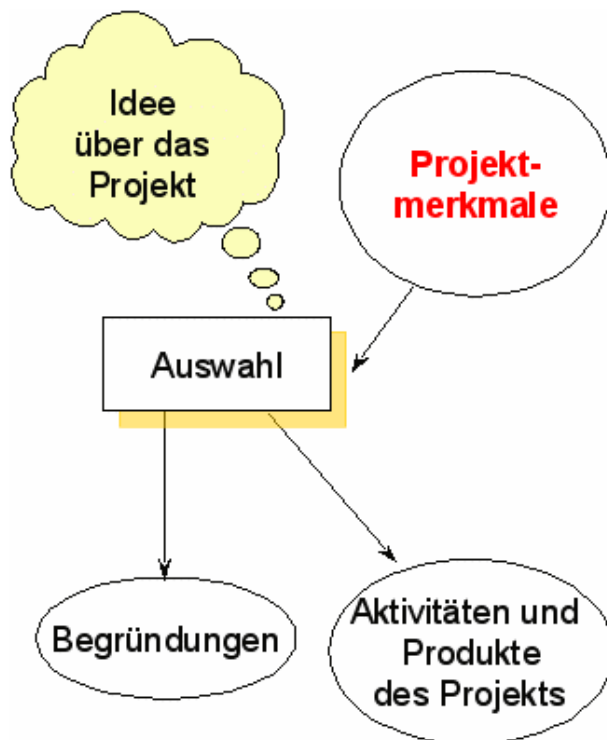 Idee
über das
Projekt
Projekt-
merkmale
Auswahl
Begründungen
Aktivitäten und
Produkte
des Projekts